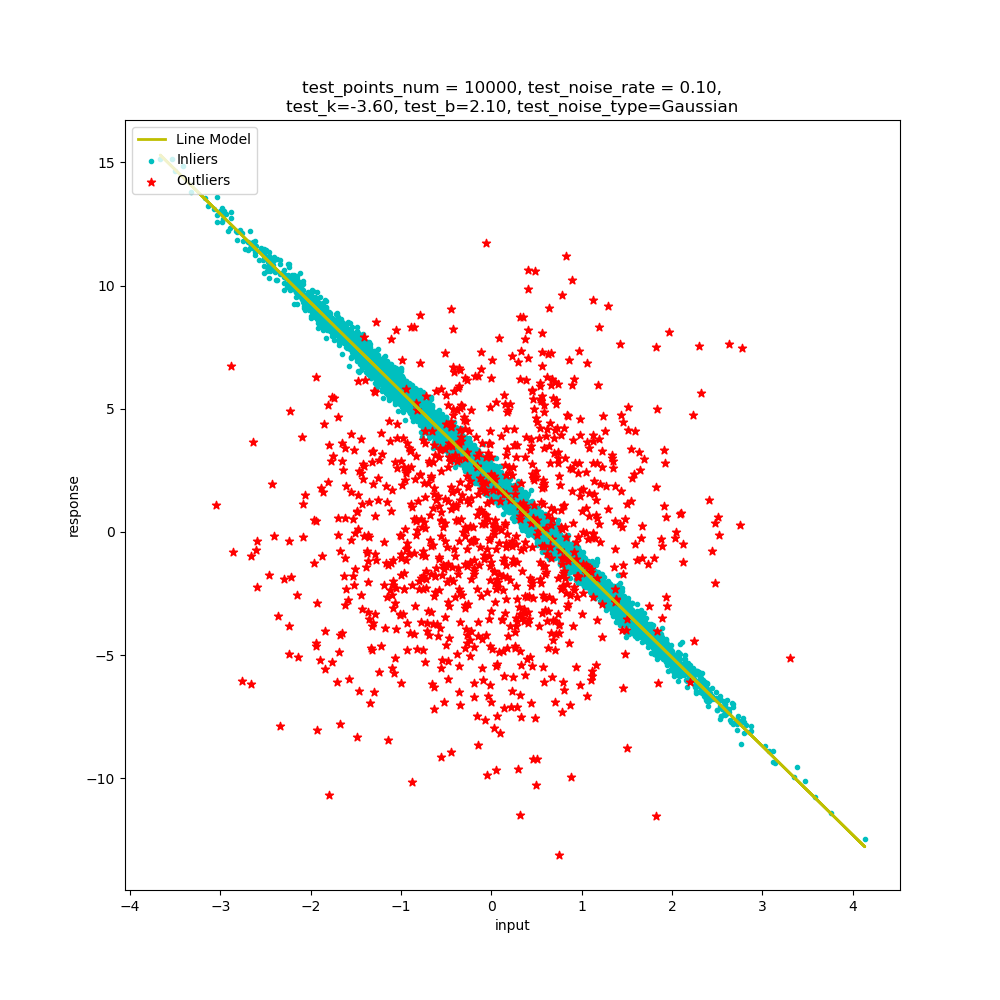 test_points_num = 10000, test_noise_rate = 0.10,
test_k=-3.60, test_b=2.10, test_noise_type=Gaussian
Line Model
Inliers
Outliers
15
10
5
0
−5
−10
response
−4 −3 −2 −1 0 1 2 3 4
input